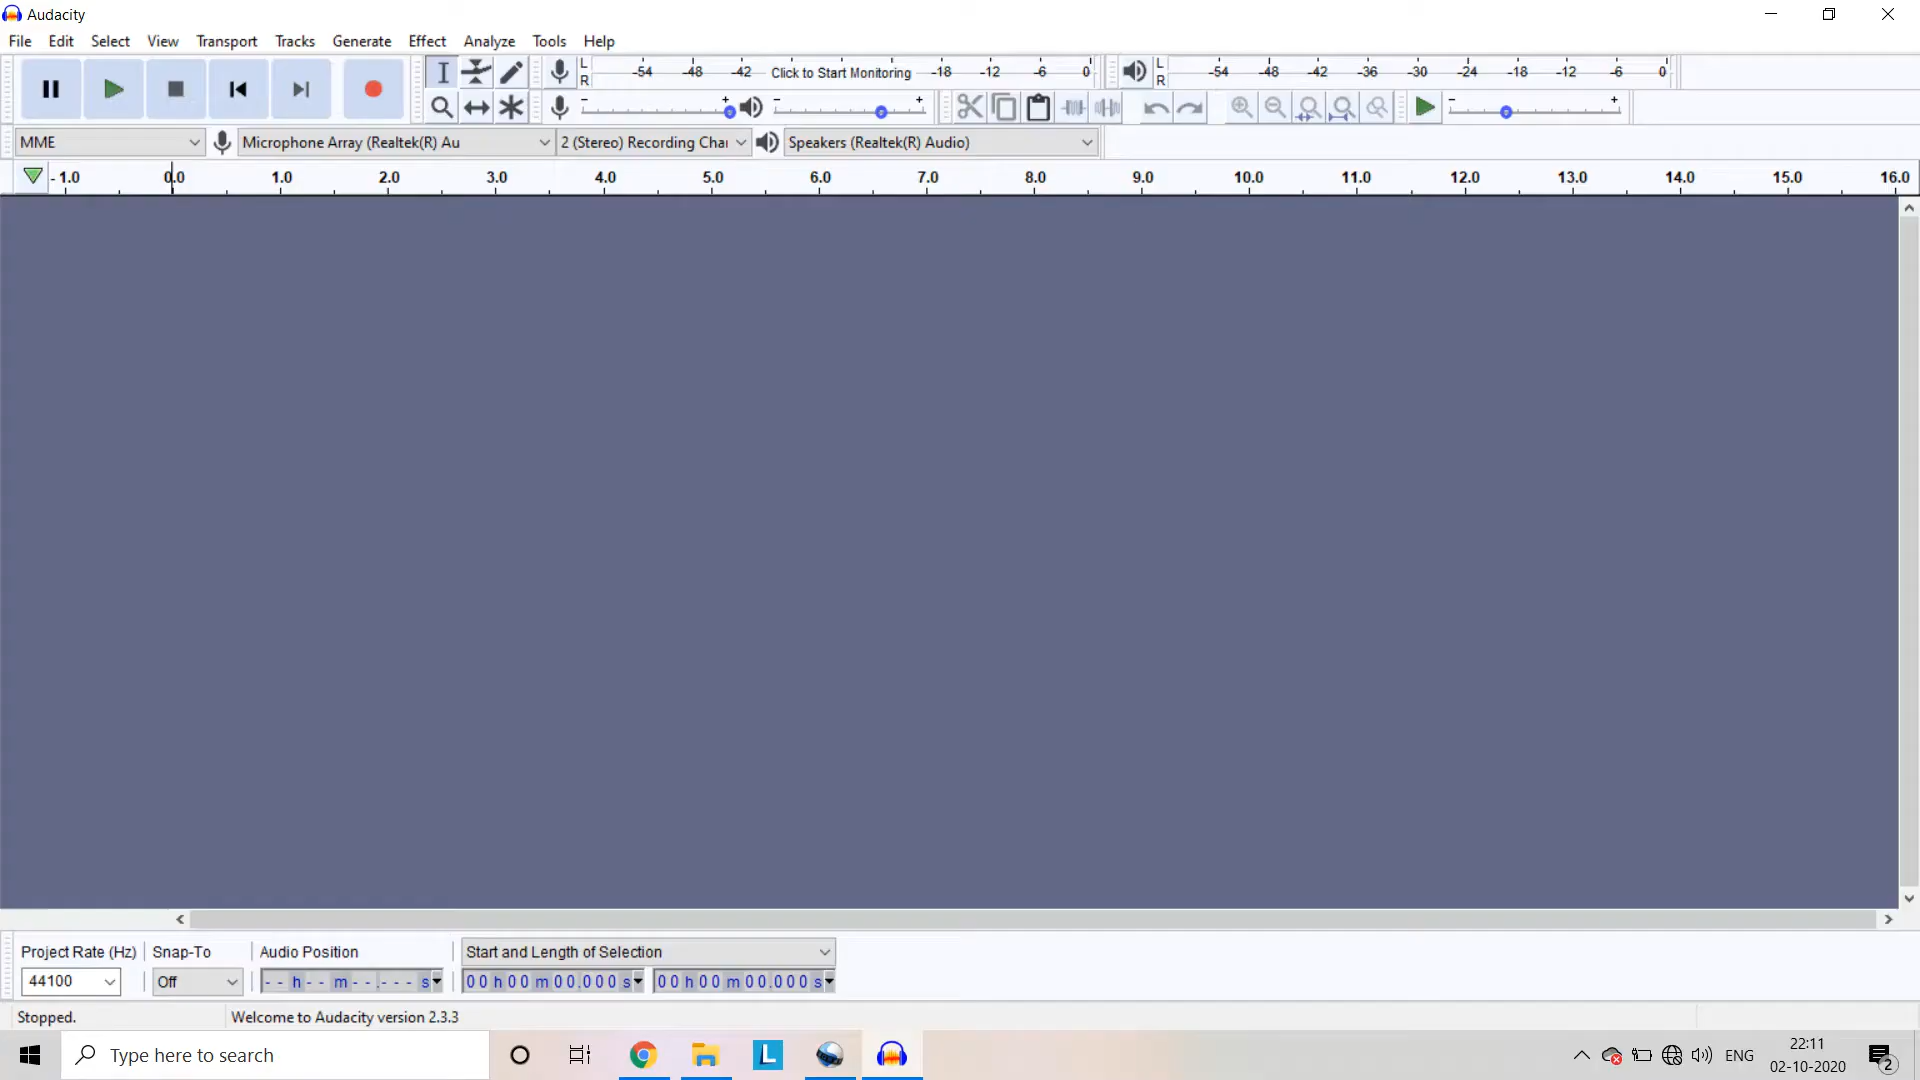 Audacity
File Edit Select View Transport Tracks Generate Effect Analyze Tools Help
L
R
-54 -48 -42 Click to Start Monitoring -18 -12 -6 0
L
R
-54 -48 -42 -36 -30 -24 -18 -12 -6 0
MME
Microphone Array (Realtek(R) Au
2 (Stereo) Recording Chai
Speakers (Realtek(R) Audio)
- 1.0 0.0 1.0 2.0 3.0 4.0 5.0 6.0 7.0 8.0 9.0 10.0 11.0 12.0 13.0 14.0 15.0 16.0
Project Rate (Hz) Snap-To Audio Position Start and Length of Selection
44100 Off - - h - - m - - . - - - s 00 h 00 m 00.000 s 00 h 00 m 00.000 s
Stopped. Welcome to Audacity version 2.3.3
Type here to search
L
ENG
22:11
02-10-2020
2